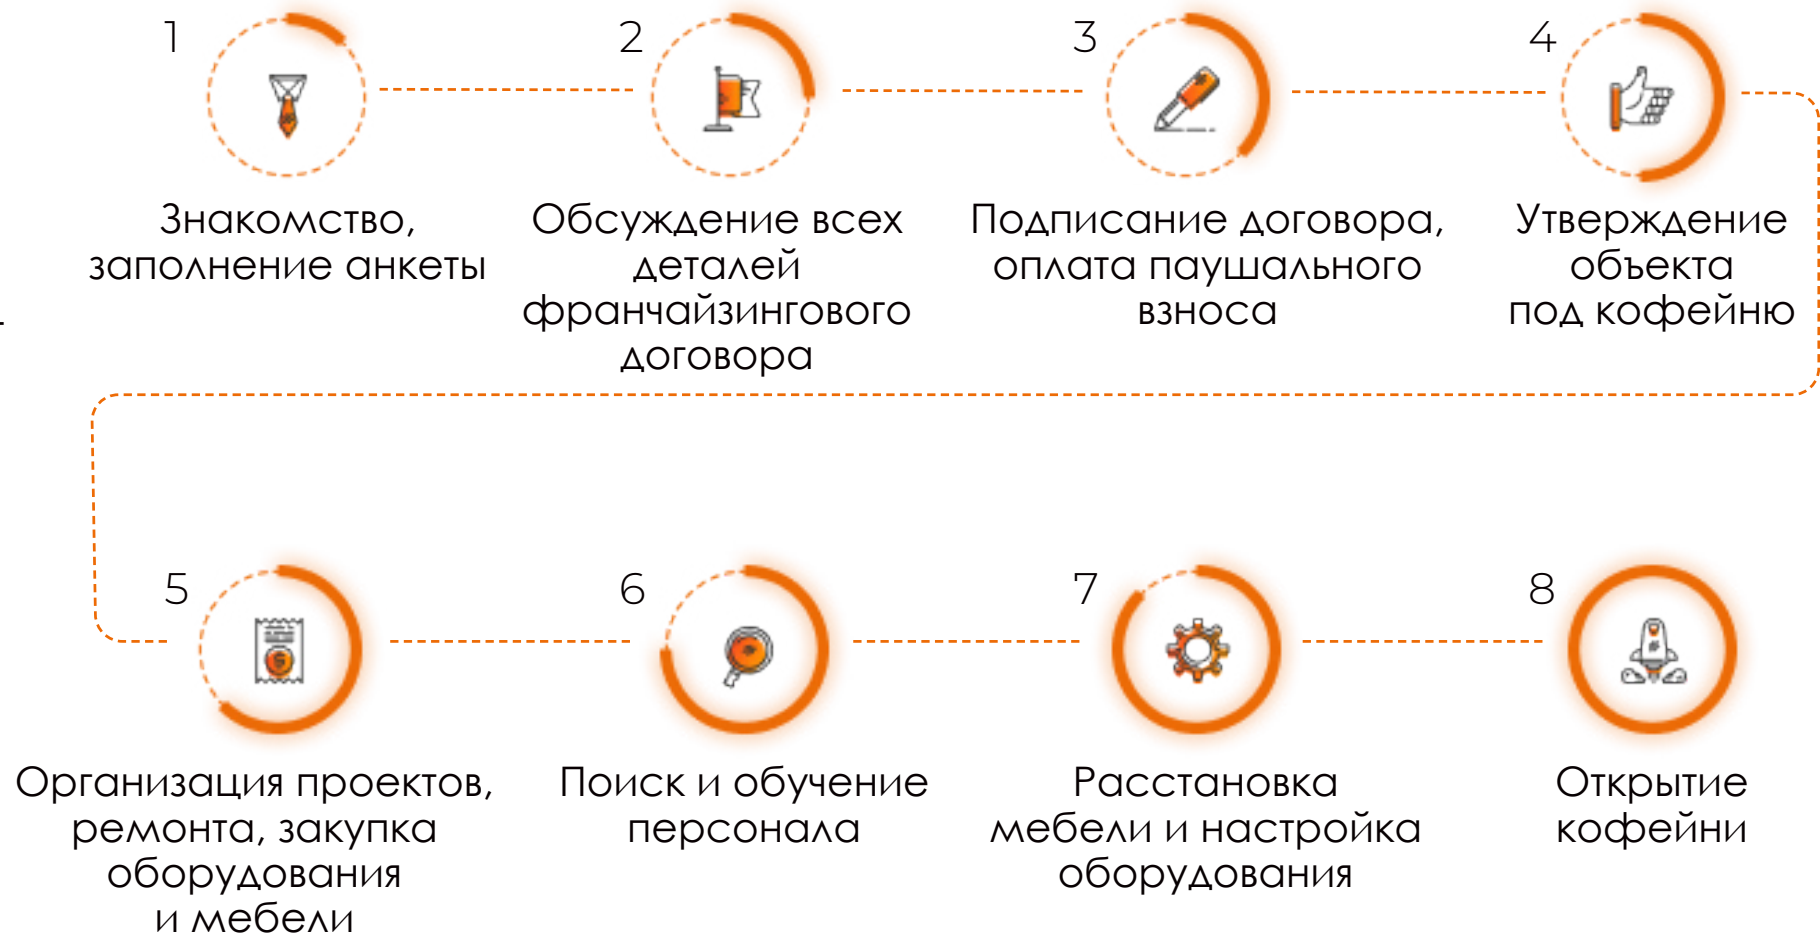 1
Знакомство,
заполнение анкеты
2
Обсуждение всех
деталей
франчайзингового
договора
3
Подписание договора,
оплата паушального
взноса
4
Утверждение
объекта
под кофейню
5
Организация проектов,
ремонта, закупка
оборудования
и мебели
6
Поиск и обучение
персонала
7
Расстановка
мебели и настройка
оборудования
8
Открытие
кофейни